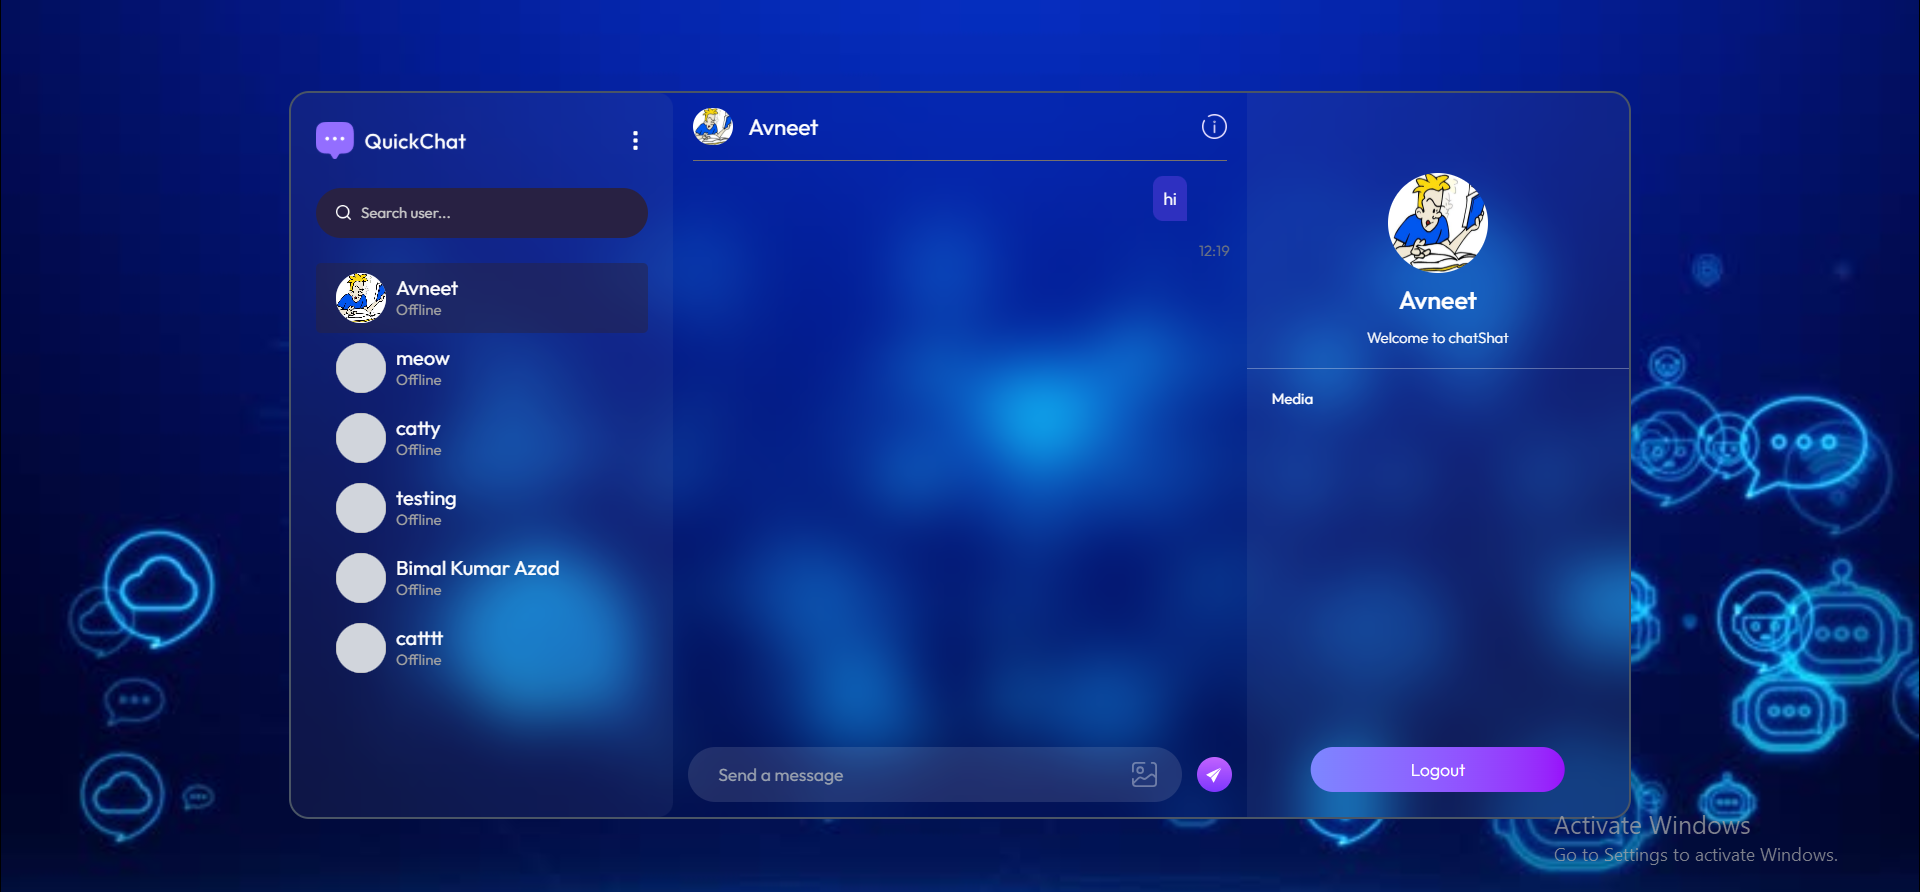 QuickChat
Search user...
Avneet
Offline
meow
Offline
catty
Offline
testing
Offline
Bimal Kumar Azad
Offline
catttt
Offline
Avneet
hi
12:19
Send a message
Avneet
Welcome to chatShat
Media
Logout
Activate Windows
Go to Settings to activate Windows.